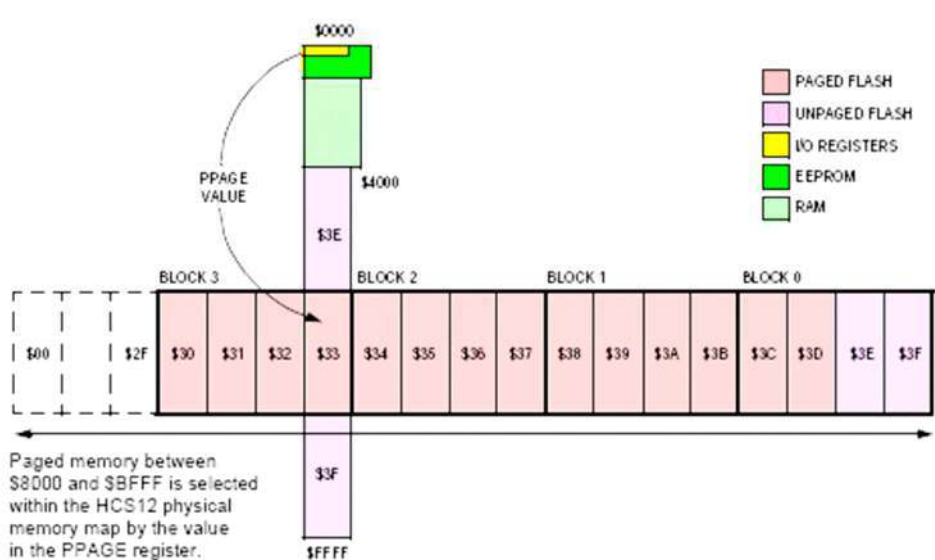 $0000
PAGED FLASH
UNPAGED FLASH
I/O REGISTERS
EEPROM
RAM
PPAGE
VALUE
$4000
$3E
BLOCK 3
BLOCK 2
BLOCK 1
BLOCK 0
$00
$2F
$30
$31
$32
$33
$34
$35
$36
$37
$38
$39
$3A
$3B
$3C
$3D
$3E
$3F
Paged memory between
$8000 and $BFFF is selected
within the HCS12 physical
memory map by the value
in the PPAGE register.
$3F
$FFFF